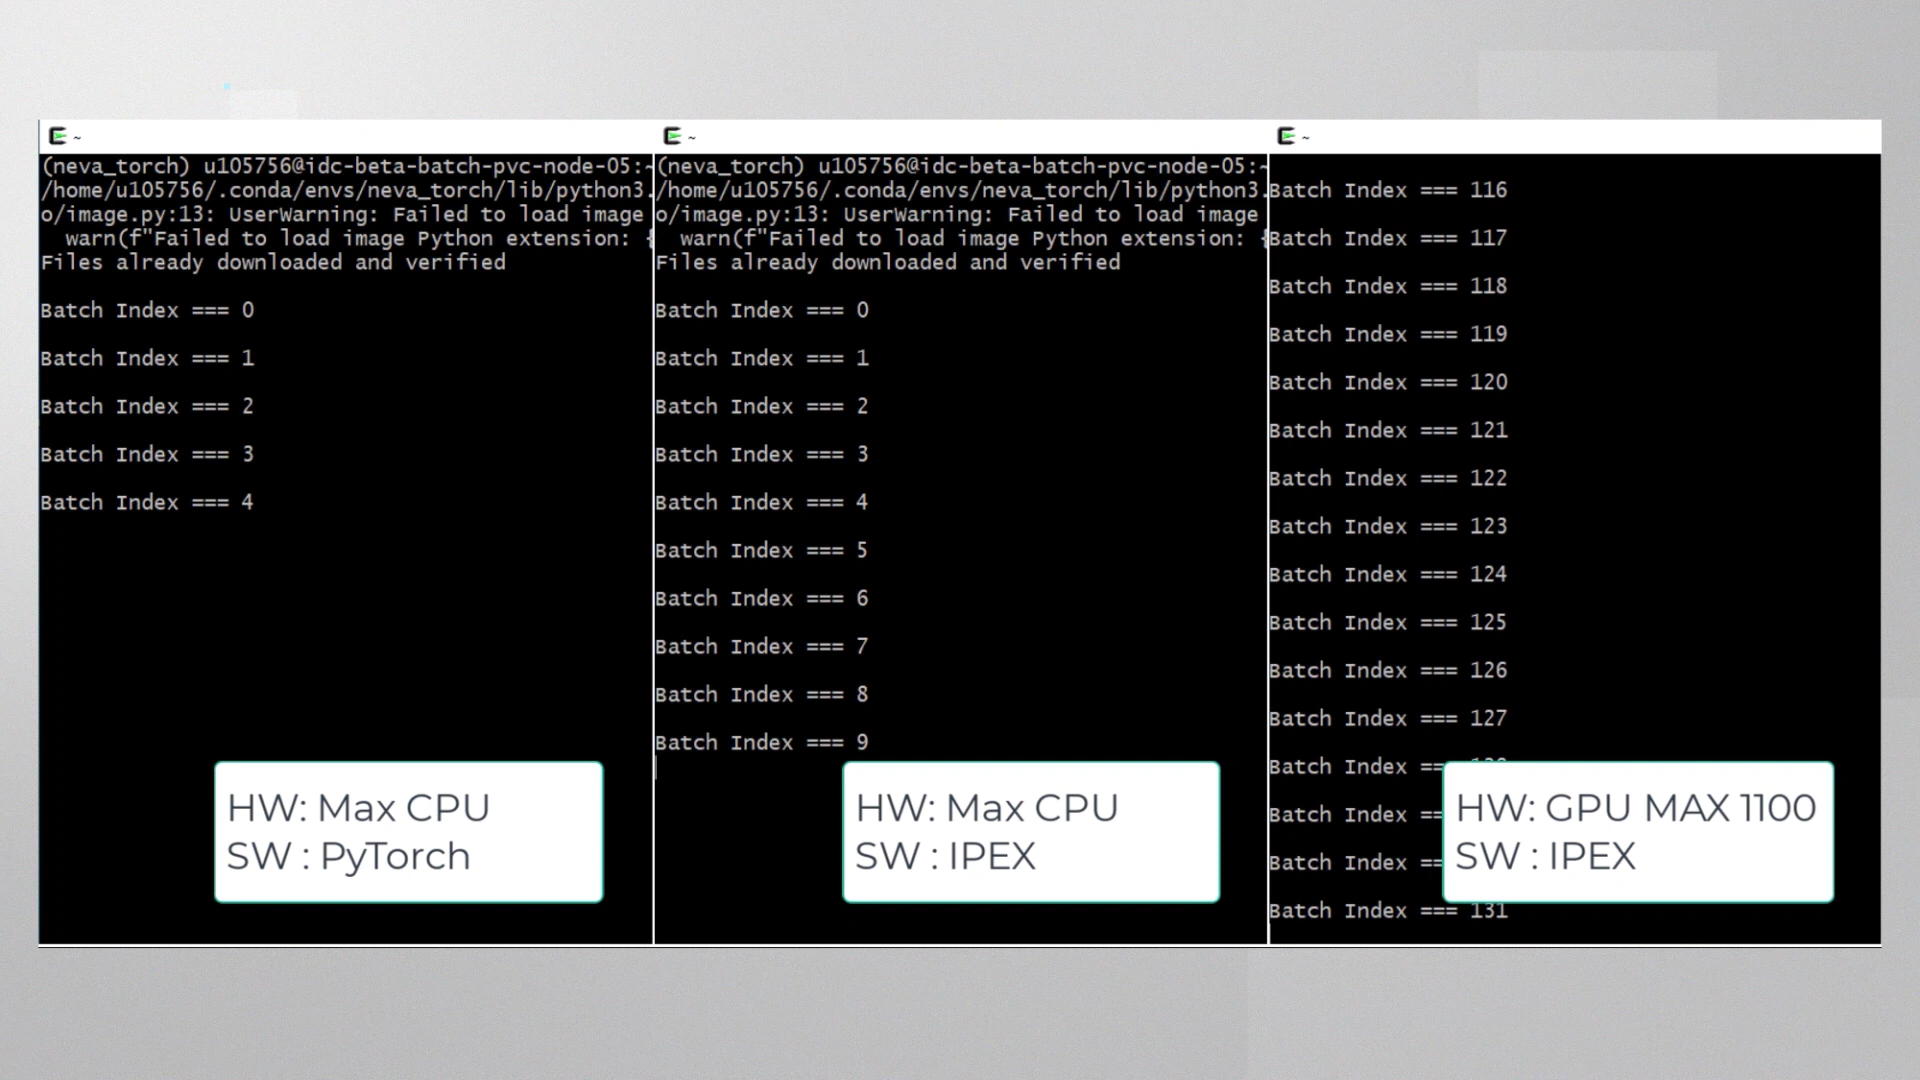 ~
(neva_torch) u105756@idc-beta-batch-pvc-node-05:~
/home/u105756/.conda/envs/neva_torch/lib/python3.
o/image.py:13: UserWarning: Failed to load image
warn(f"Failed to load image Python extension: {
Files already downloaded and verified
Batch Index === 0
Batch Index === 1
Batch Index === 2
Batch Index === 3
Batch Index === 4
HW: Max CPU
SW : PyTorch
~
(neva_torch) u105756@idc-beta-batch-pvc-node-05:
/home/u105756/.conda/envs/neva_torch/lib/python3.
o/image.py:13: UserWarning: Failed to load image
warn(f"Failed to load image Python extension: {
Files already downloaded and verified
Batch Index === 0
Batch Index === 1
Batch Index === 2
Batch Index === 3
Batch Index === 4
Batch Index === 5
Batch Index === 6
Batch Index === 7
Batch Index === 8
Batch Index === 9
HW: Max CPU
SW : IPEX
~
Batch Index === 116
Batch Index === 117
Batch Index === 118
Batch Index === 119
Batch Index === 120
Batch Index === 121
Batch Index === 122
Batch Index === 123
Batch Index === 124
Batch Index === 125
Batch Index === 126
Batch Index === 127
Batch Index ==
Batch Index ==
Batch Index ==
Batch Index === 131
HW: GPU MAX 1100
SW : IPEX